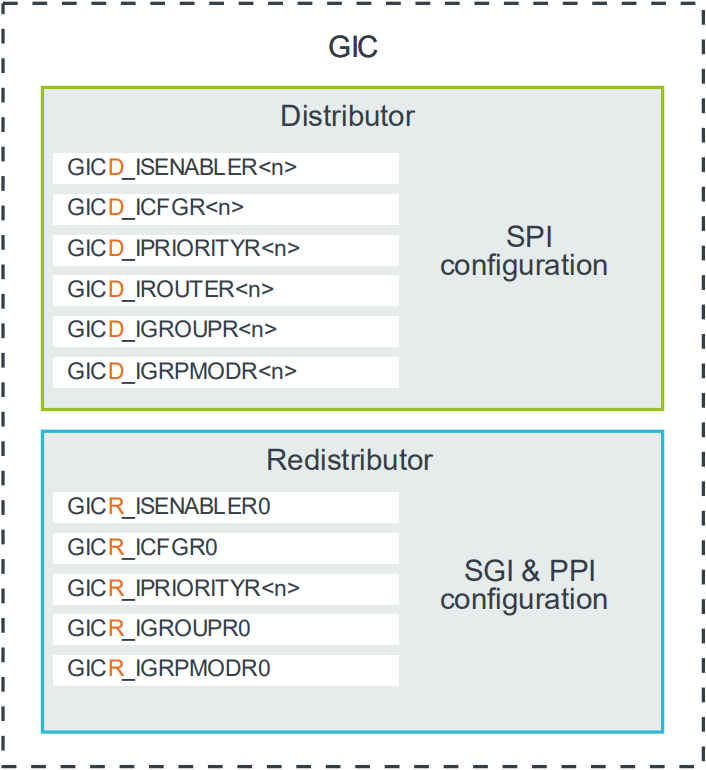 GIC
Distributor
GICD_ISENABLER<n>
GICD_ICFGR<n>
GICD_IPRIORITYR<n>
GICD_IROUTER<n>
GICD_IGROUPR<n>
GICD_IGRPMODR<n>
SPI
configuration
Redistributor
GICR_ISENABLER0
GICR_ICFGR0
GICR_IPRIORITYR<n>
GICR_IGROUPR0
GICR_IGRPMODR0
SGI & PPI
configuration